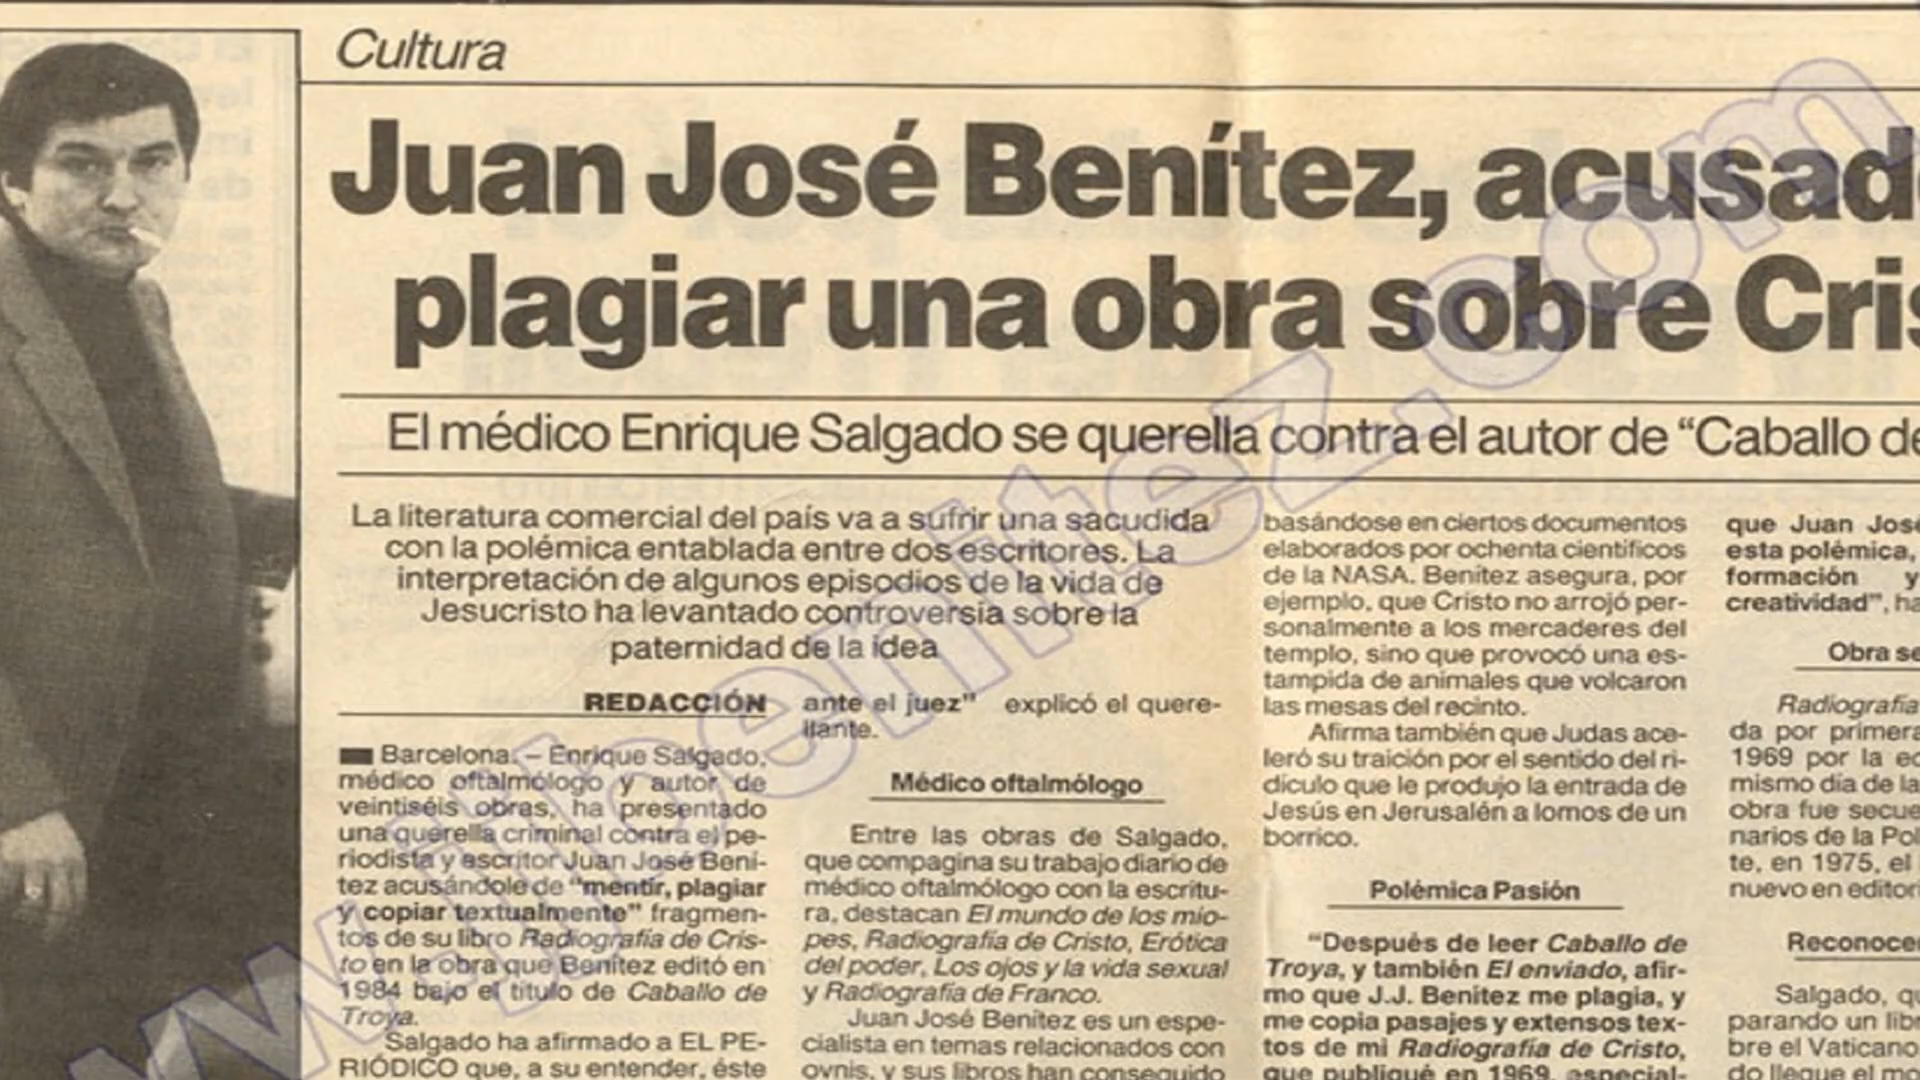 Cultura
Juan José Benítez, acusad
plagiar una obra sobre Cris
El médico Enrique Salgado se querella contra el autor de “Caballo de
La literatura comercial del país va a sufrir una sacudida
con la polémica entablada entre dos escritores. La
interpretación de algunos episodios de la vida de
Jesucristo ha levantado controversia sobre la
paternidad de la idea
REDACCIÓN
Barcelona. – Enrique Salgado,
médico oftalmólogo y autor de
veintiséis obras, ha presentado
una querella criminal contra el pe-
riodista y escritor Juan José Bení-
tez acusándole de “mentir, plagiar
y copiar textualmente” fragmen-
tos de su libro Radiografía de Cris-
to en la obra que Benítez editó en
1984 bajo el título de Caballo de
Troya.
Salgado ha afirmado a EL PE-
RIÓDICO que, a su entender, éste
ante el juez” explicó el quere-
llante.
Médico oftalmólogo
Entre las obras de Salgado,
que compagina su trabajo diario de
médico oftalmólogo con la escritu-
ra, destacan El mundo de los mio-
pes, Radiografía de Cristo, Erótica
del poder, Los ojos y la vida sexual
y Radiografía de Franco.
Juan José Benítez es un espe-
cialista en temas relacionados con
ovnis, y sus libros han conseguido
basándose en ciertos documentos
elaborados por ochenta científicos
de la NASA. Benítez asegura, por
ejemplo, que Cristo no arrojó per-
sonalmente a los mercaderes del
templo, sino que provocó una es-
tampida de animales que volcaron
las mesas del recinto.
Afirma también que Judas ace-
leró su traición por el sentido del ri-
dículo que le produjo la entrada de
Jesús en Jerusalén a lomos de un
borrico.
Polémica Pasión
“Después de leer Caballo de
Troya, y también El enviado, afir-
mo que J.J. Benítez me plagia, y
me copia pasajes y extensos tex-
tos de mi Radiografía de Cristo,
que publiqué en 1969, especial-
que Juan José
esta polémica,
formación y
creatividad”, ha
Obra se
Radiografía
da por primera
1969 por la ed
mismo día de la
obra fue secue
narios de la Pol
te, en 1975, el
nuevo en editori
Reconocer
Salgado, qu
parando un libr
bre el Vaticano
do llegue el mo
www.jjbenitez.com